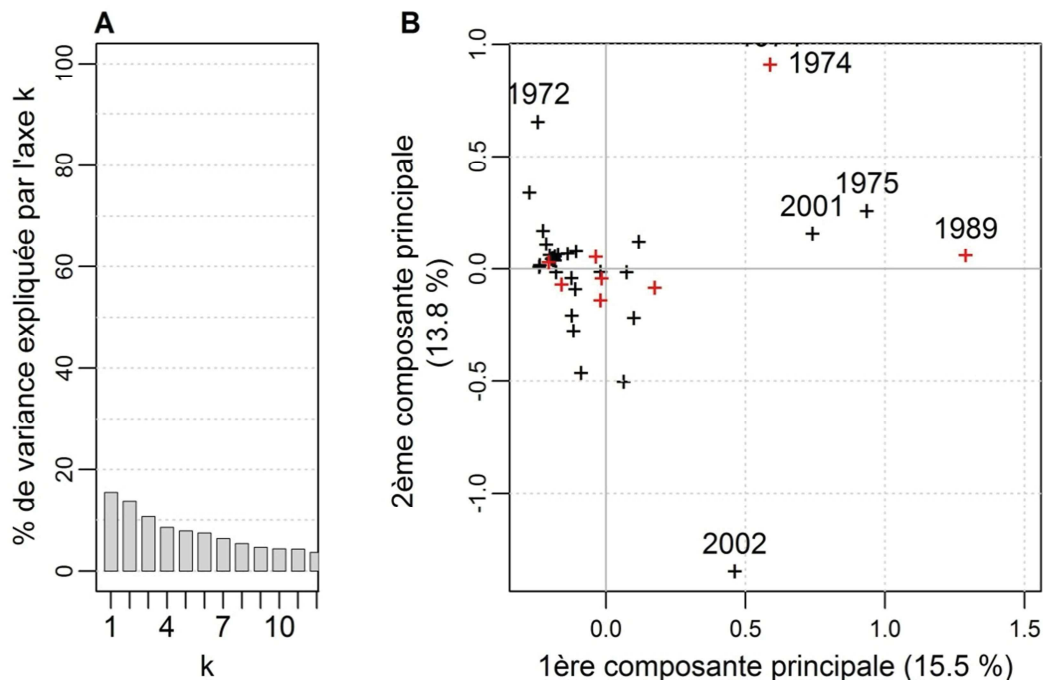 A
% de variance expliquée par l'axe k
100
80
60
40
20
0
1 4 7 10
k
B
2ème composante principale
(13.8 %)
1.0
0.5
0.0
-0.5
-1.0
1974
1972
1975
2001
1989
2002
0.0 0.5 1.0 1.5
1ère composante principale (15.5 %)